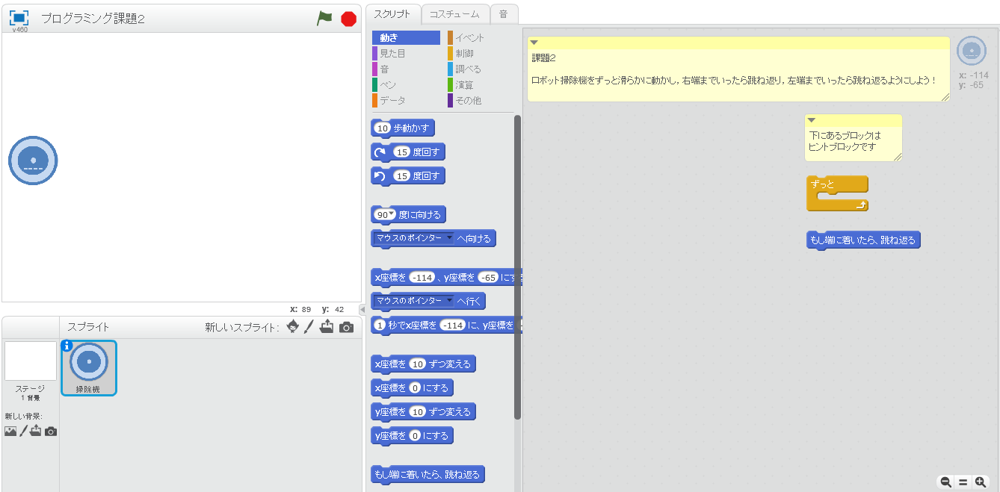 v460
プログラミング課題2
x: 89 y: 42
スプライト
新しいスプライト:
ステージ
1 背景
新しい背景:
掃除機
スクリプト
コスチューム
音
動き
イベント
見た目
制御
音
調べる
ペン
演算
データ
その他
10 歩動かす
15 度回す
15 度回す
90 度に向ける
マウスのポインター へ向ける
x座標を -114 、y座標を -65 にする
マウスのポインター へ行く
1 秒でx座標を -114 に、y座標を
x座標を 10 ずつ変える
x座標を 0 にする
y座標を 10 ずつ変える
y座標を 0 にする
もし端に着いたら、跳ね返る
課題2
ロボット掃除機をずっと滑らかに動かし，右端までいったら跳ね返り，左端までいったら跳ね返るようにしよう！
x: -114
y: -65
下にあるブロックは
ヒントブロックです
ずっと
もし端に着いたら、跳ね返る